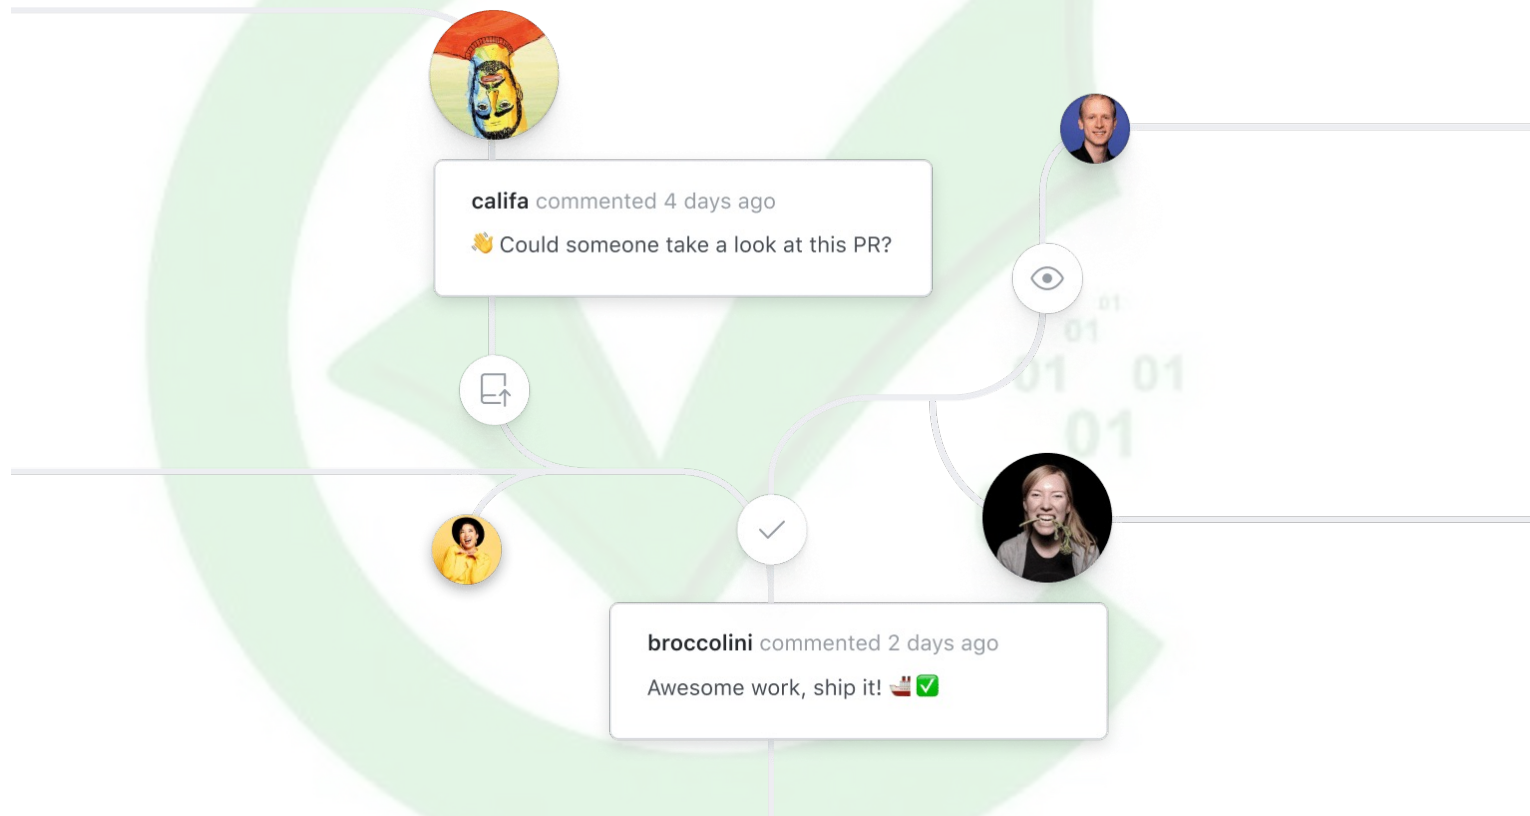 califa commented 4 days ago
👋 Could someone take a look at this PR?
01
01
01 01
01
broccolini commented 2 days ago
Awesome work, ship it! 🚢✅